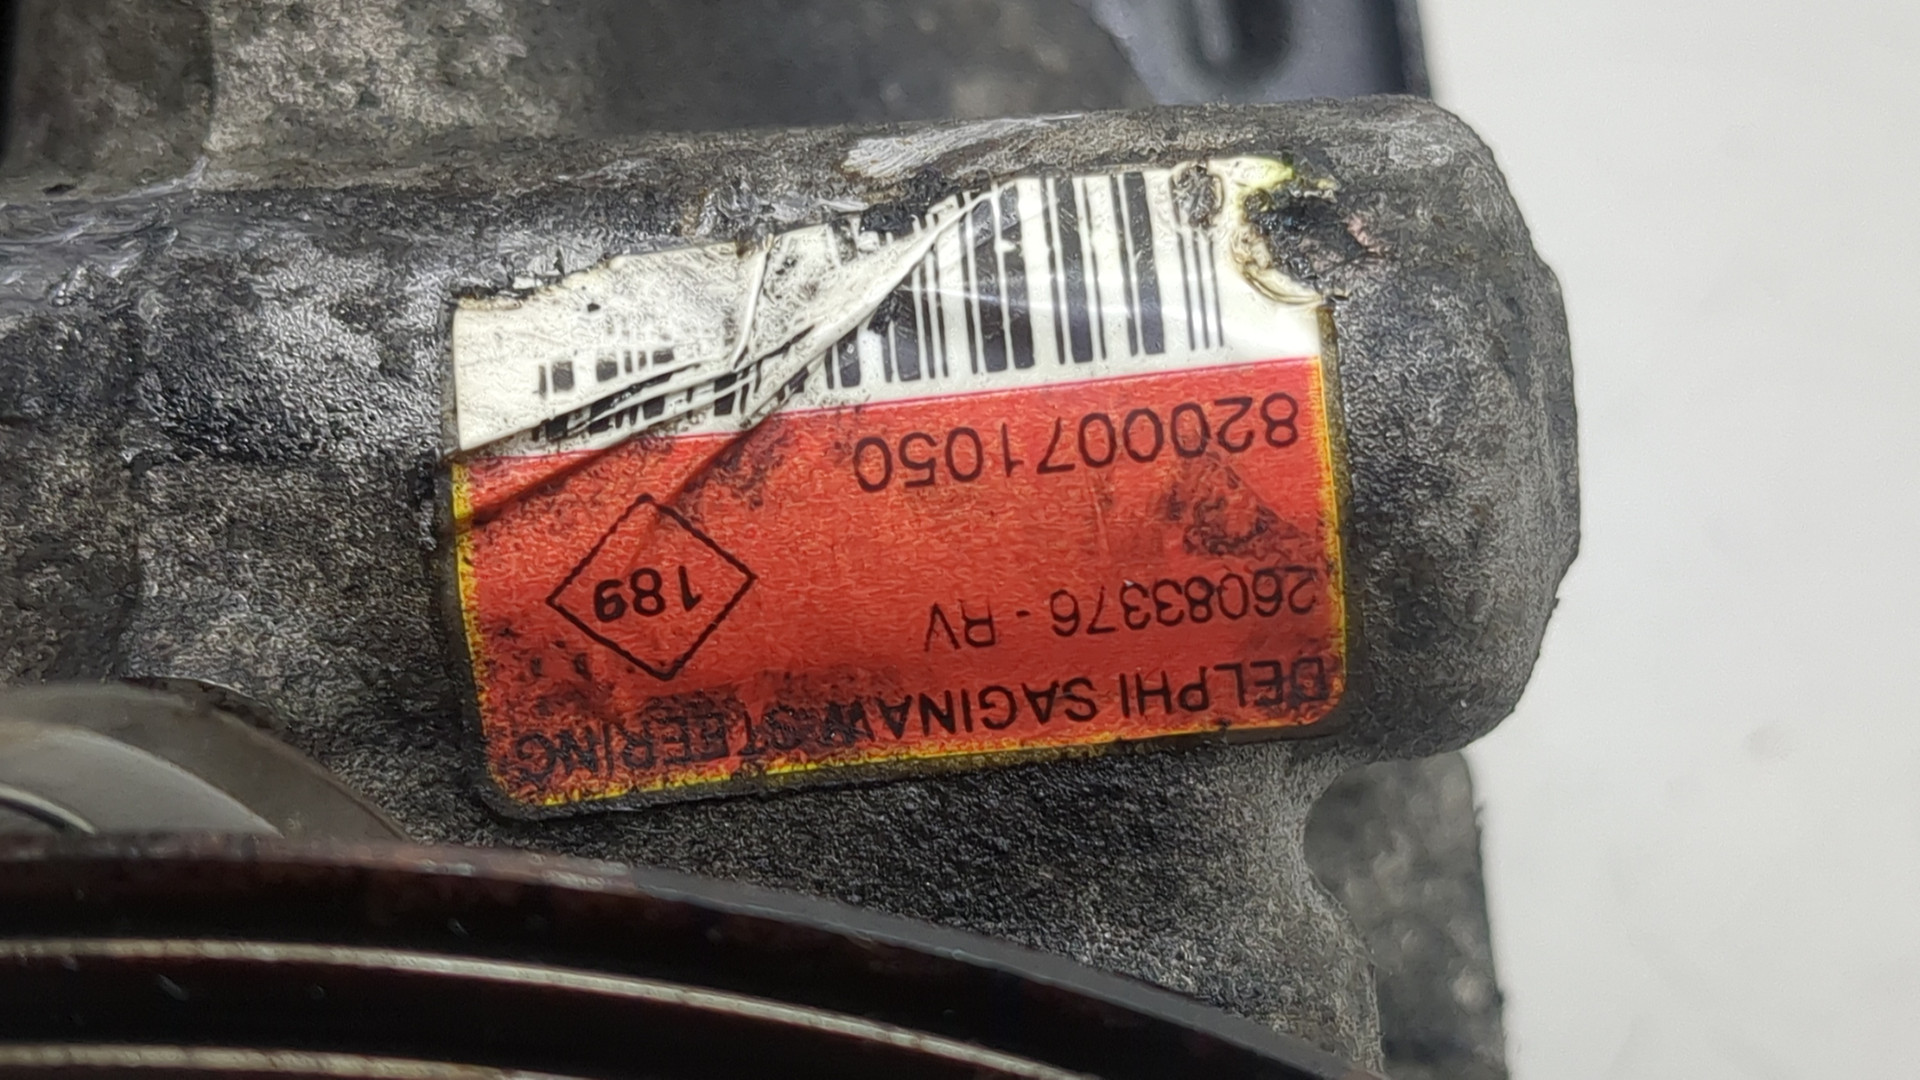 DELPHI SAGINAW STEERING
26083376 - RV
189
8200071050